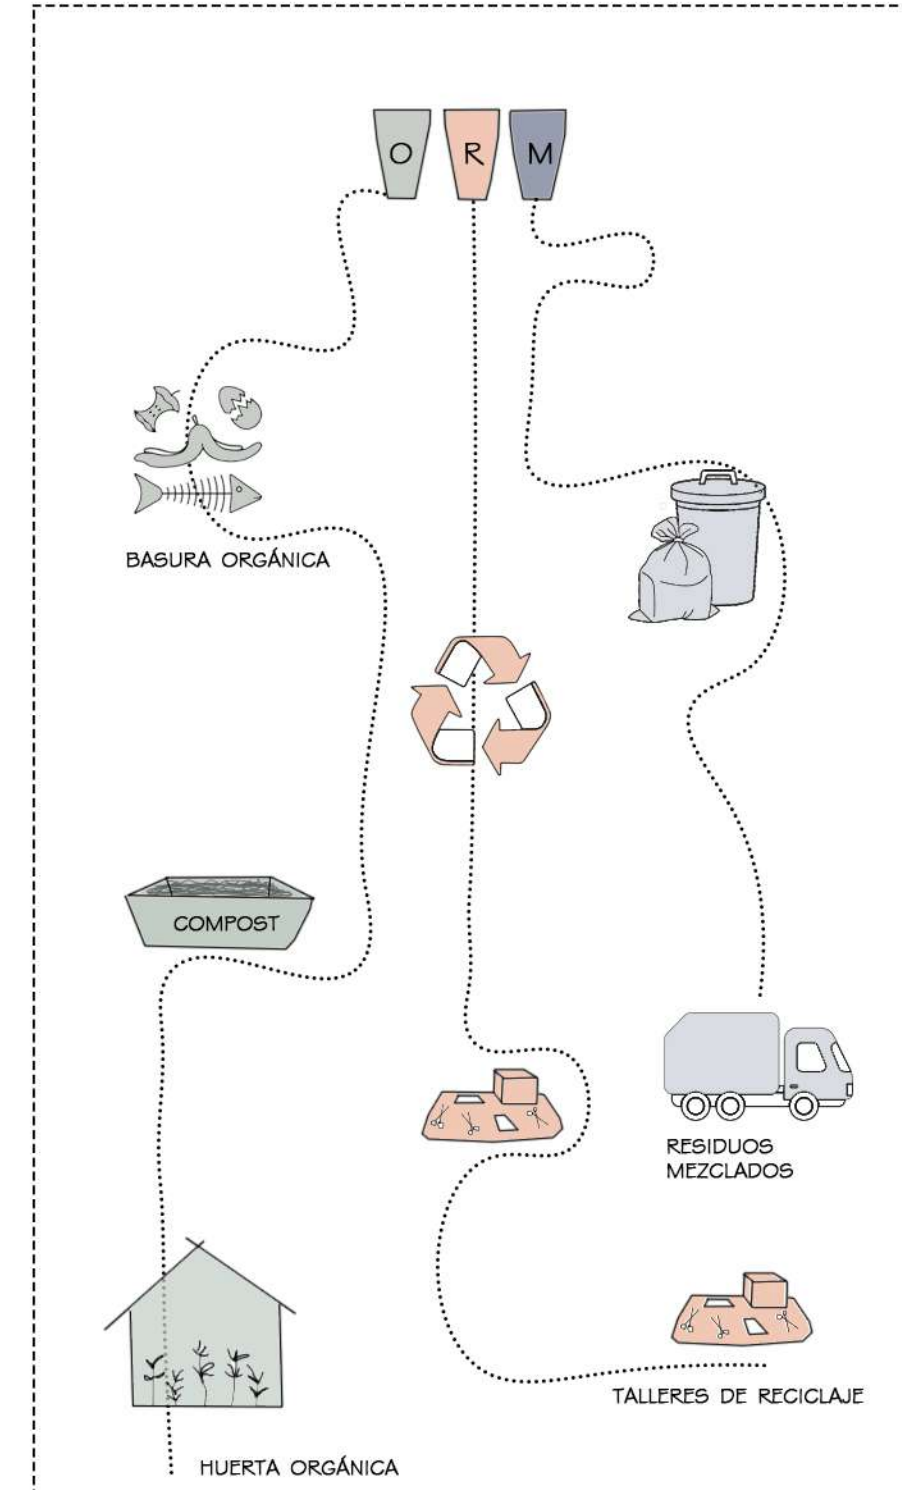 O R M
BASURA ORGÁNICA
COMPOST
RESIDUOS
MEZCLADOS
TALLERES DE RECICLAJE
HUERTA ORGÁNICA